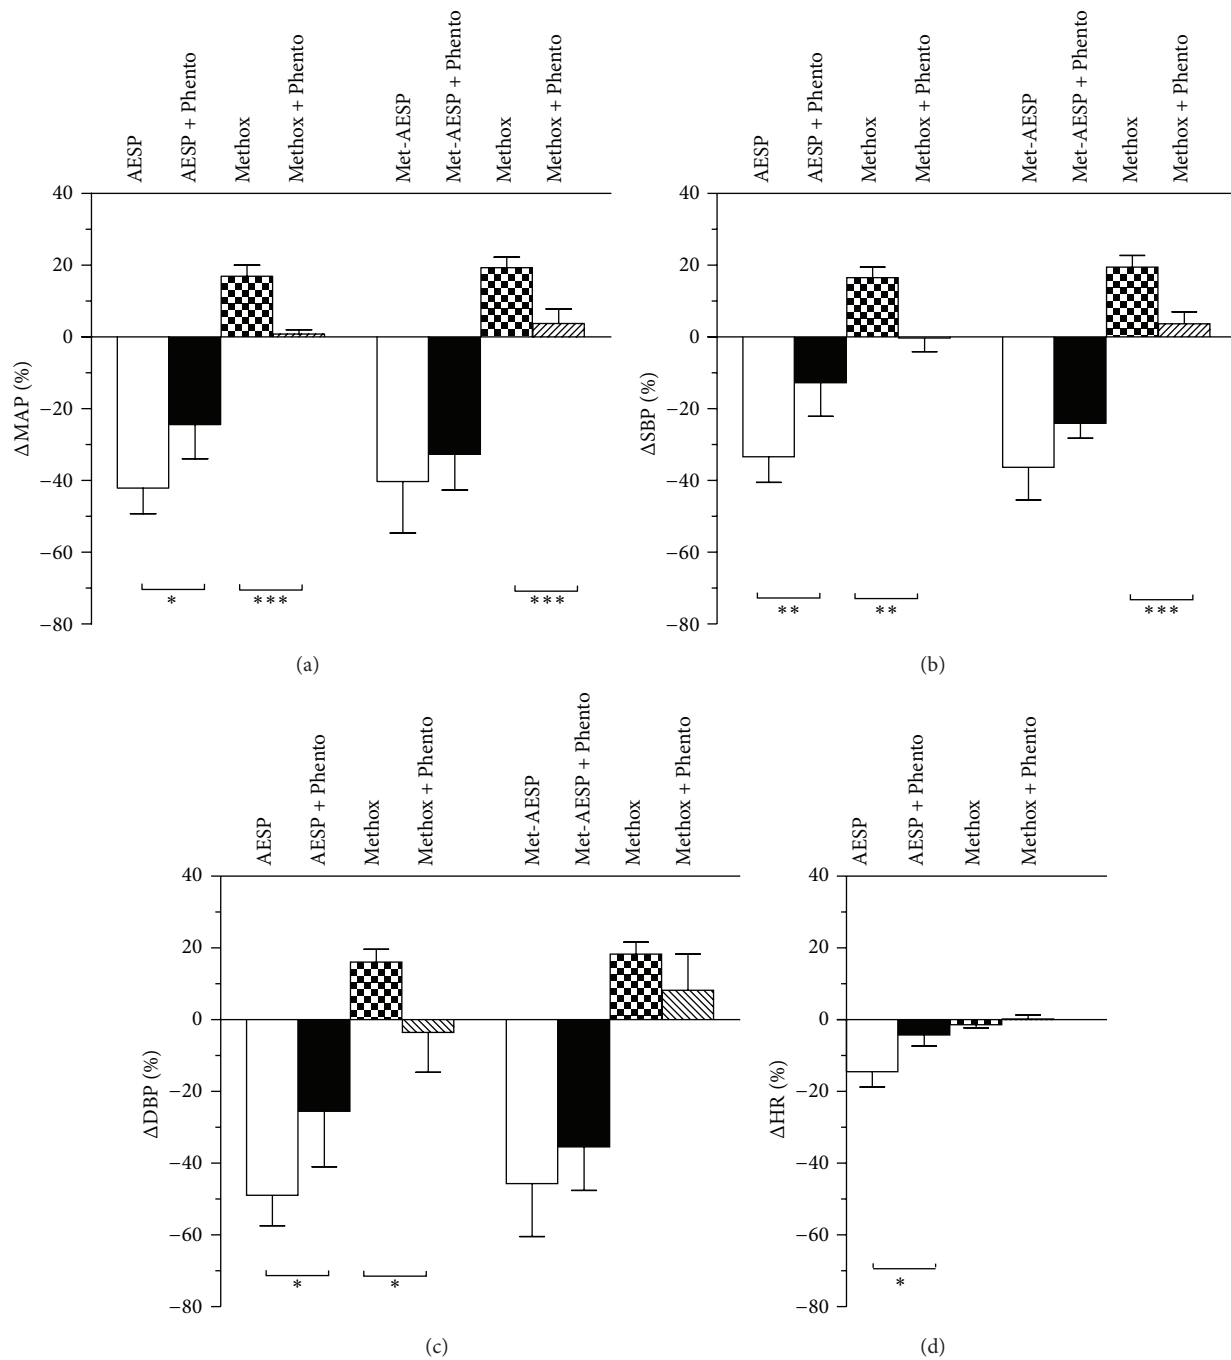 AESP
AESP + Phento
Methox
Methox + Phento
Met-AESP
Met-AESP + Phento
Methox
Methox + Phento
40
20
0
−20
−40
−60
−80
ΔMAP (%)
*
***
***
(a)
AESP
AESP + Phento
Methox
Methox + Phento
Met-AESP
Met-AESP + Phento
Methox
Methox + Phento
40
20
0
−20
−40
−60
−80
ΔSBP (%)
**
**
***
(b)
AESP
AESP + Phento
Methox
Methox + Phento
Met-AESP
Met-AESP + Phento
Methox
Methox + Phento
40
20
0
−20
−40
−60
−80
ΔDBP (%)
*
*
(c)
AESP
AESP + Phento
Methox
Methox + Phento
40
20
0
−20
−40
−60
−80
ΔHR (%)
*
(d)